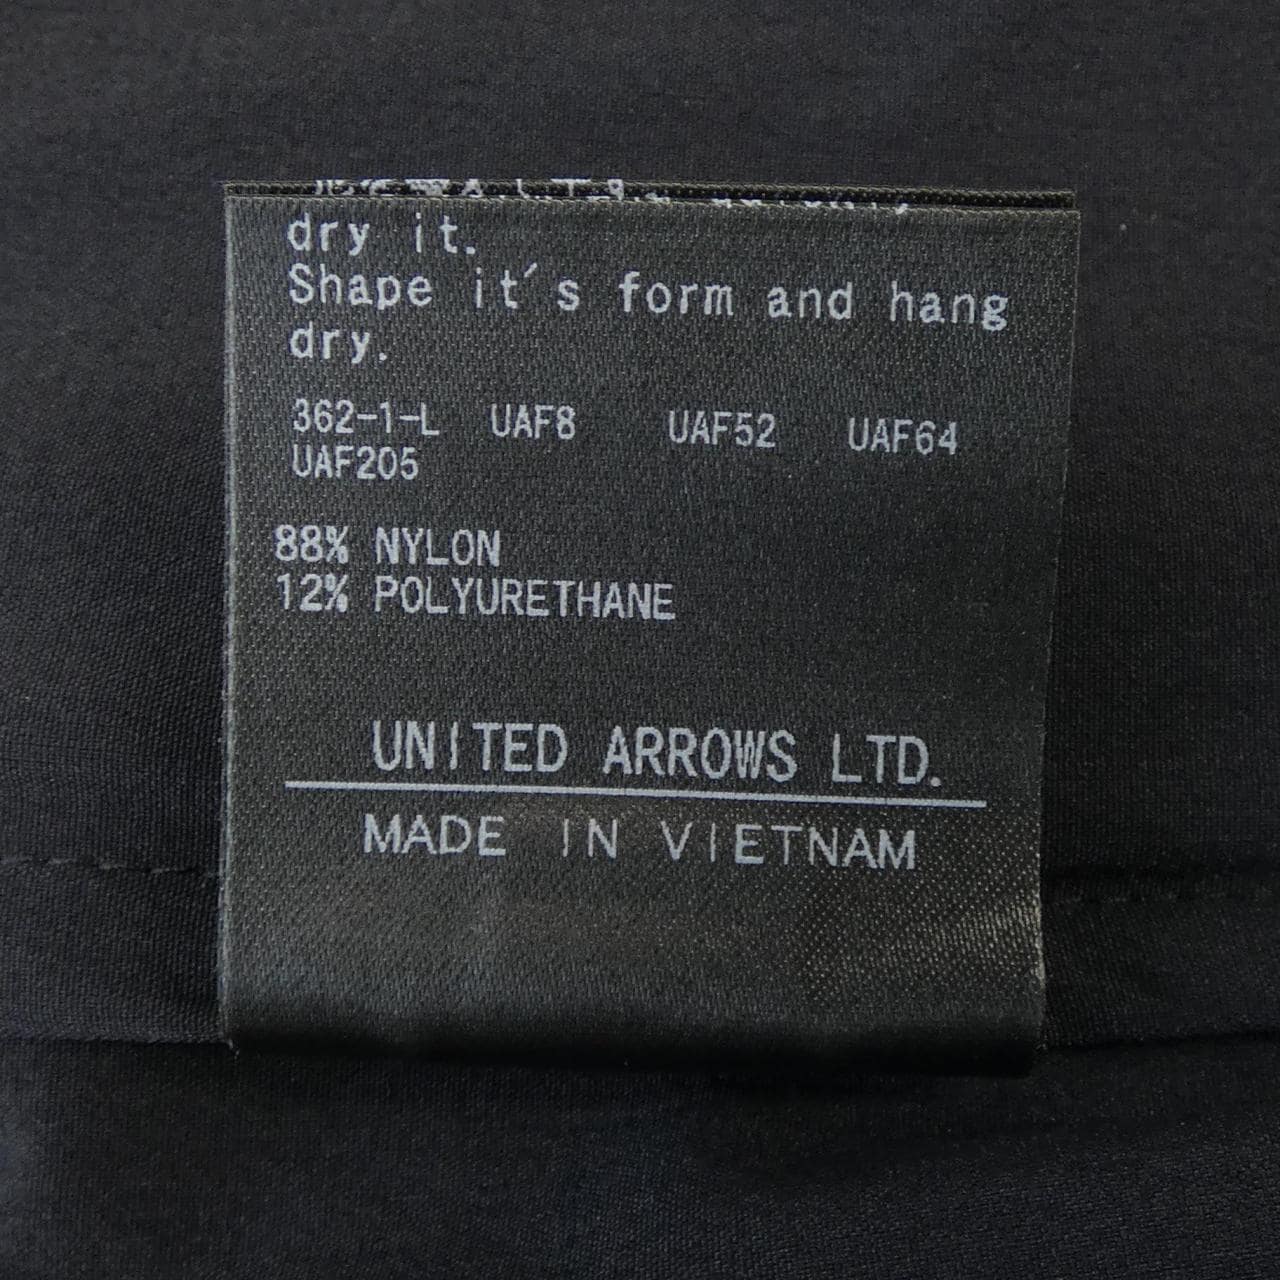 dry it.
Shape it's form and hang
dry.
362-1-L UAF8 UAF52 UAF64
UAF205
88% NYLON
12% POLYURETHANE
UNITED ARROWS LTD.
MADE IN VIETNAM